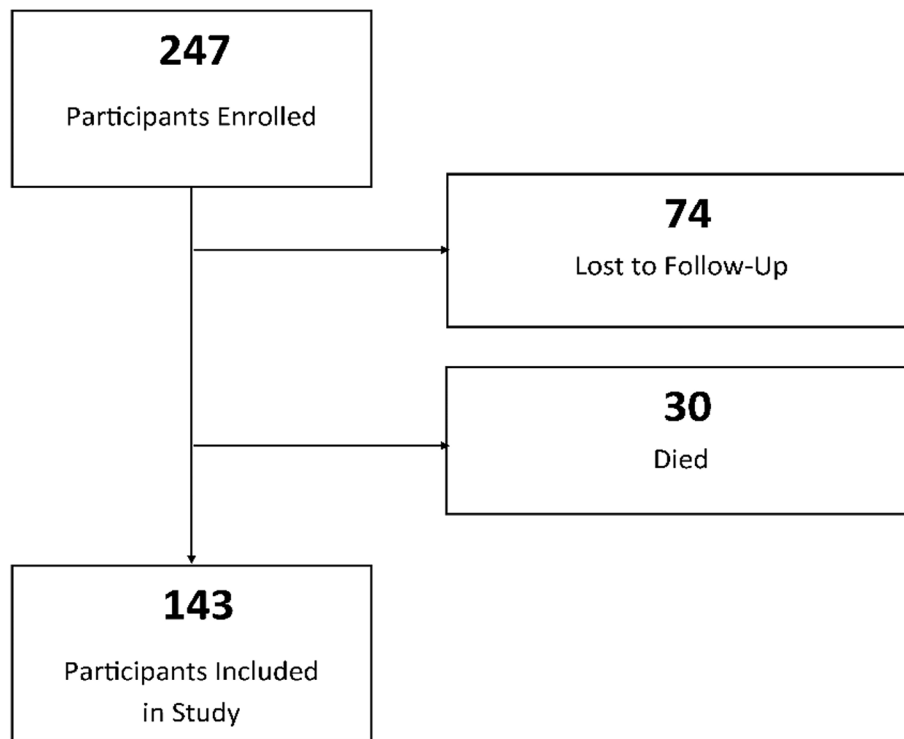 247
Participants Enrolled
74
Lost to Follow-Up
30
Died
143
Participants Included
in Study